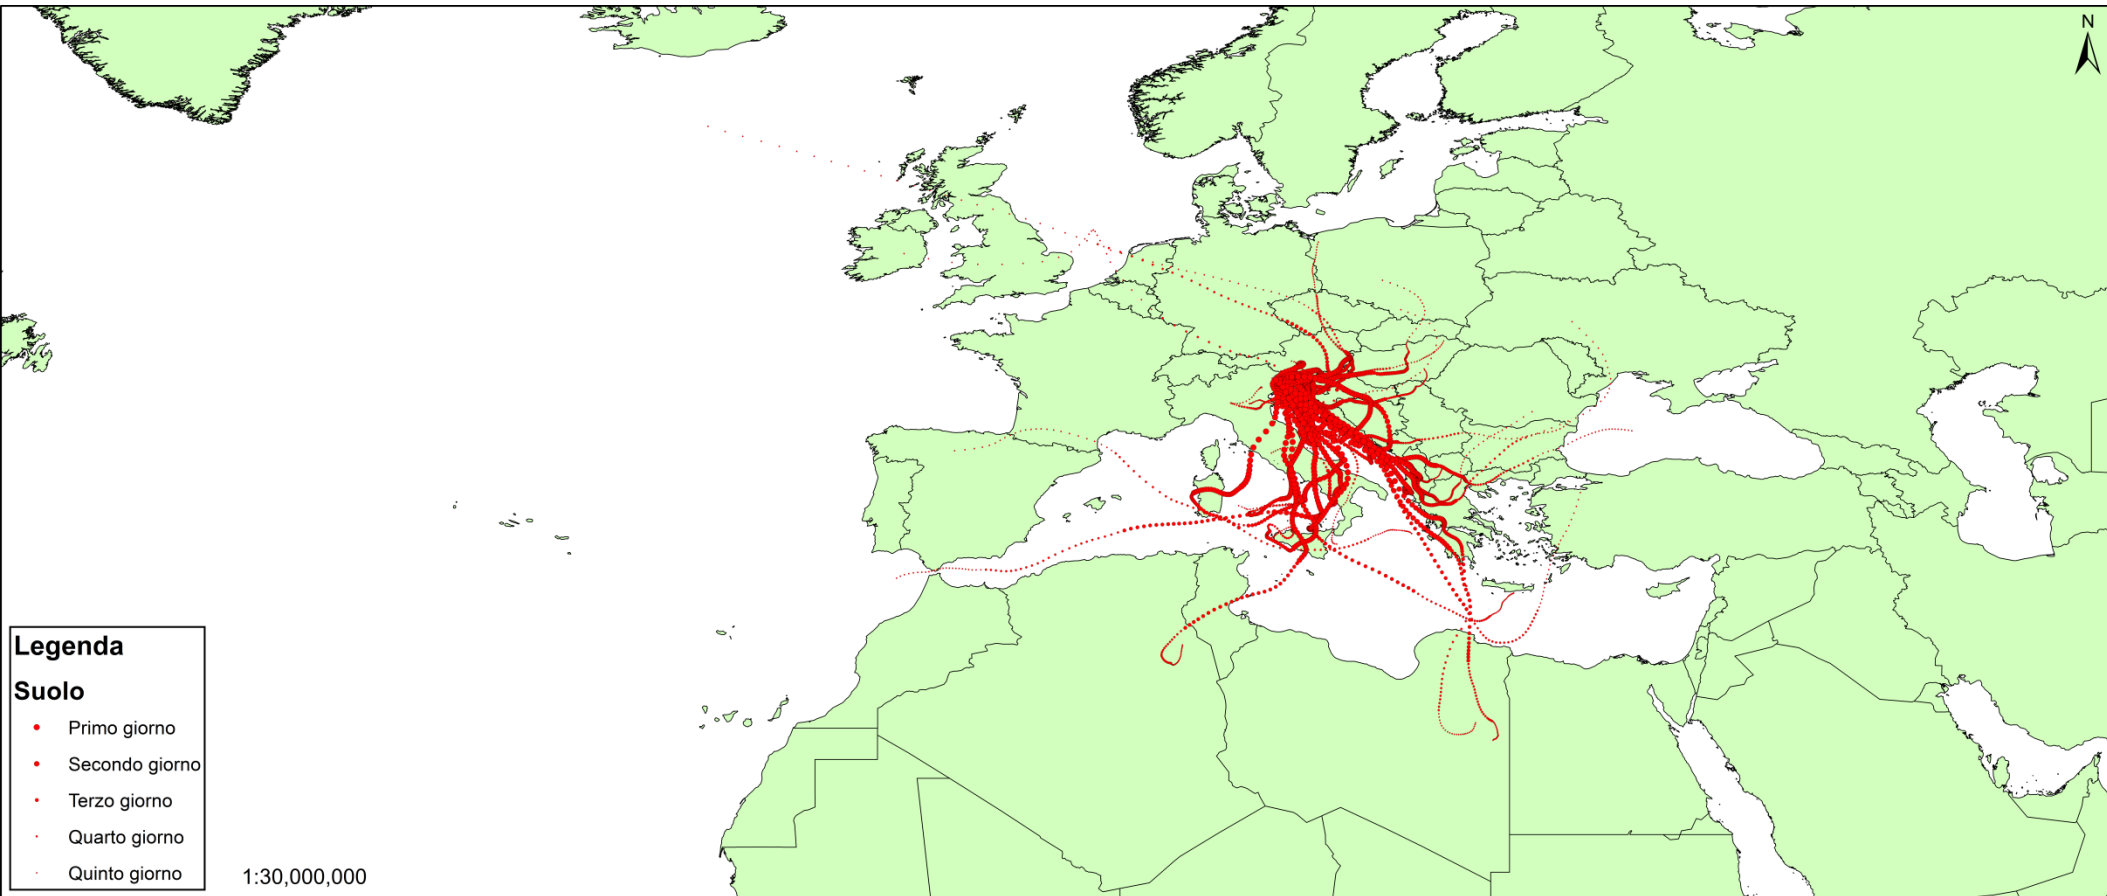 N
Legenda
Suolo
Primo giorno
Secondo giorno
Terzo giorno
Quarto giorno
Quinto giorno
1:30,000,000